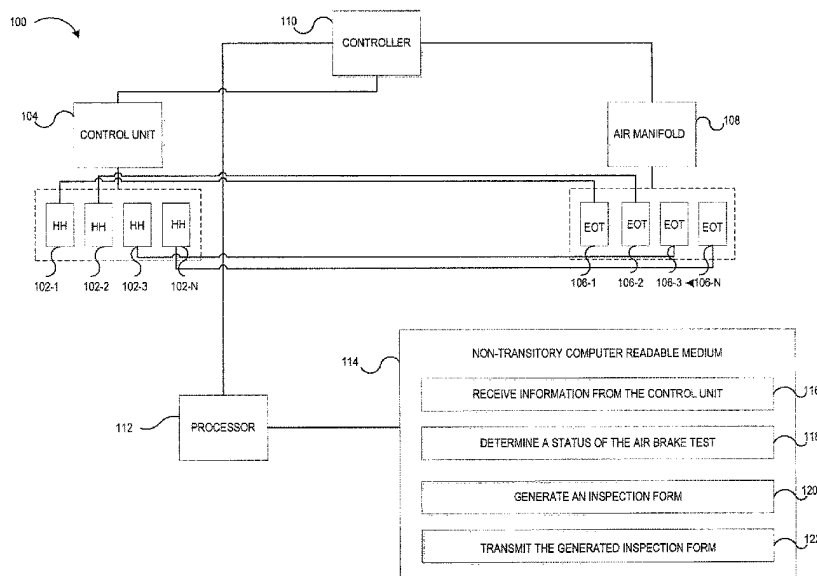 100
110
CONTROLLER
104
CONTROL UNIT
AIR MANIFOLD
108
HH
HH
HH
HH
EOT
EOT
EOT
EOT
102-1
102-2
102-3
102-N
106-1
106-2
106-3
106-N
114
NON-TRANSITORY COMPUTER READABLE MEDIUM
RECEIVE INFORMATION FROM THE CONTROL UNIT
116
112
PROCESSOR
DETERMINE A STATUS OF THE AIR BRAKE TEST
118
GENERATE AN INSPECTION FORM
120
TRANSMIT THE GENERATED INSPECTION FORM
122